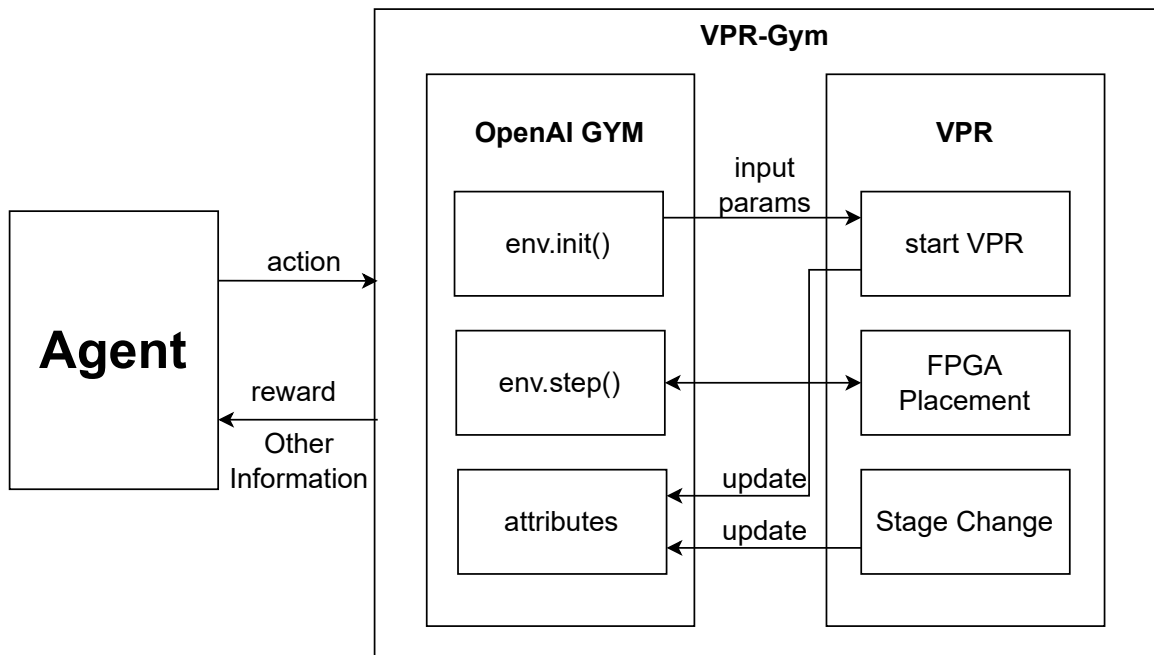 VPR-Gym
OpenAI GYM
VPR
input
params
env.init()
start VPR
action
Agent
reward
Other
Information
env.step()
FPGA
Placement
update
attributes
update
Stage Change